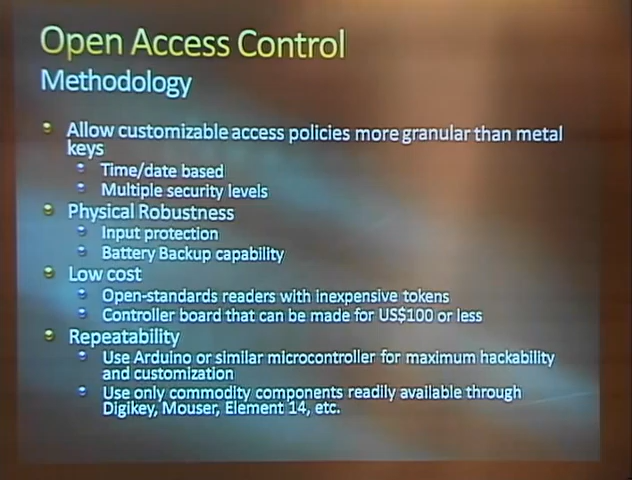 Open Access Control
Methodology
Allow customizable access policies more granular than metal
keys
Time/date based
Multiple security levels
Physical Robustness
Input protection
Battery Backup capability
Low cost
Open-standards readers with inexpensive tokens
Controller board that can be made for US$100 or less
Repeatability
Use Arduino or similar microcontroller for maximum hackability
and customization
Use only commodity components readily available through
Digikey, Mouser, Element 14, etc.